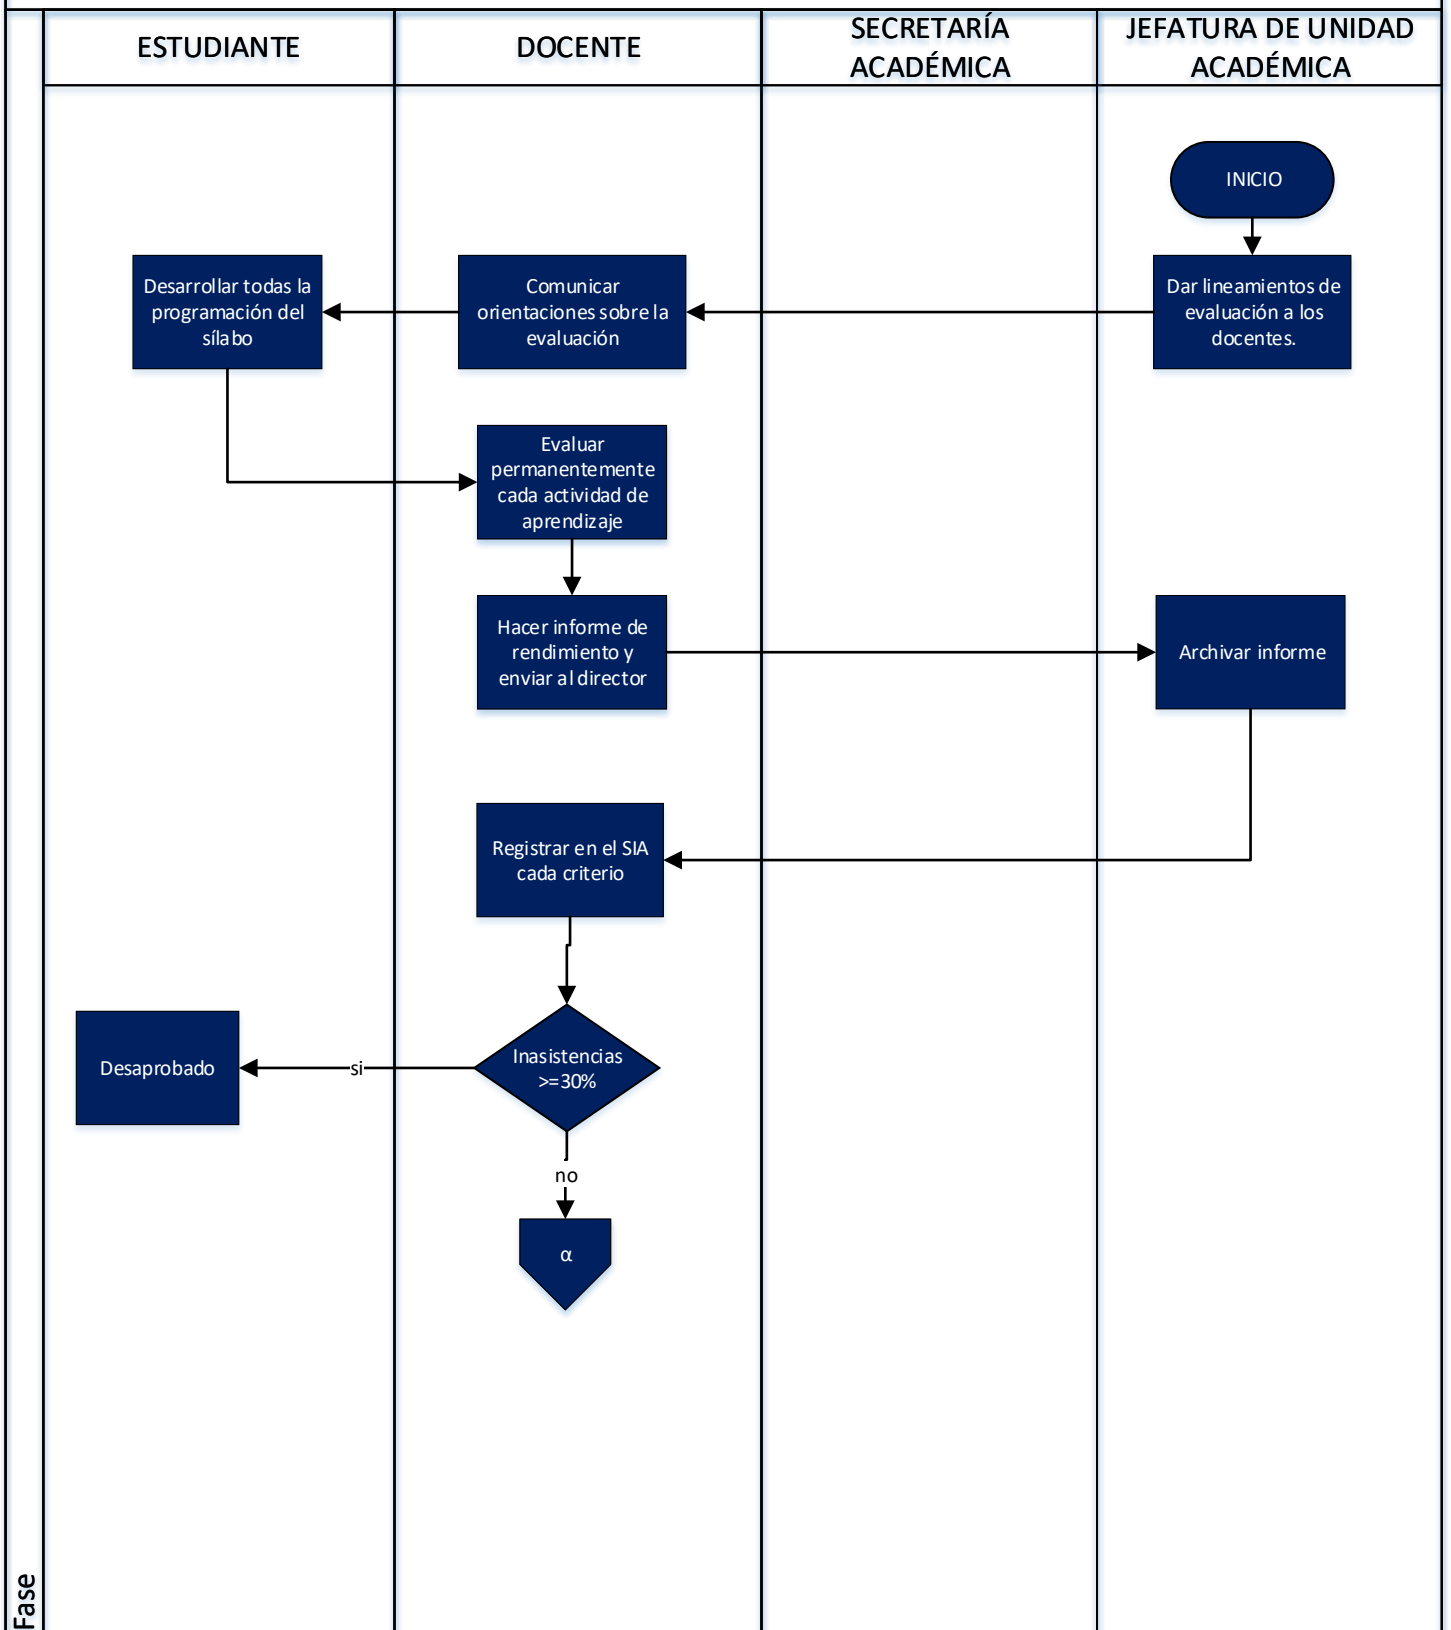 ESTUDIANTE
DOCENTE
SECRETARÍA
ACADÉMICA
JEFATURA DE UNIDAD
ACADÉMICA
INICIO
Desarrollar todas la
programación del
sílabo
Comunicar
orientaciones sobre la
evaluación
Dar lineamientos de
evaluación a los
docentes.
Evaluar
permanentemente
cada actividad de
aprendizaje
Hacer informe de
rendimiento y
enviar al director
Archivar informe
Registrar en el SIA
cada criterio
Desaprobado
si
Inasistencias
>=30%
no
α
Fase